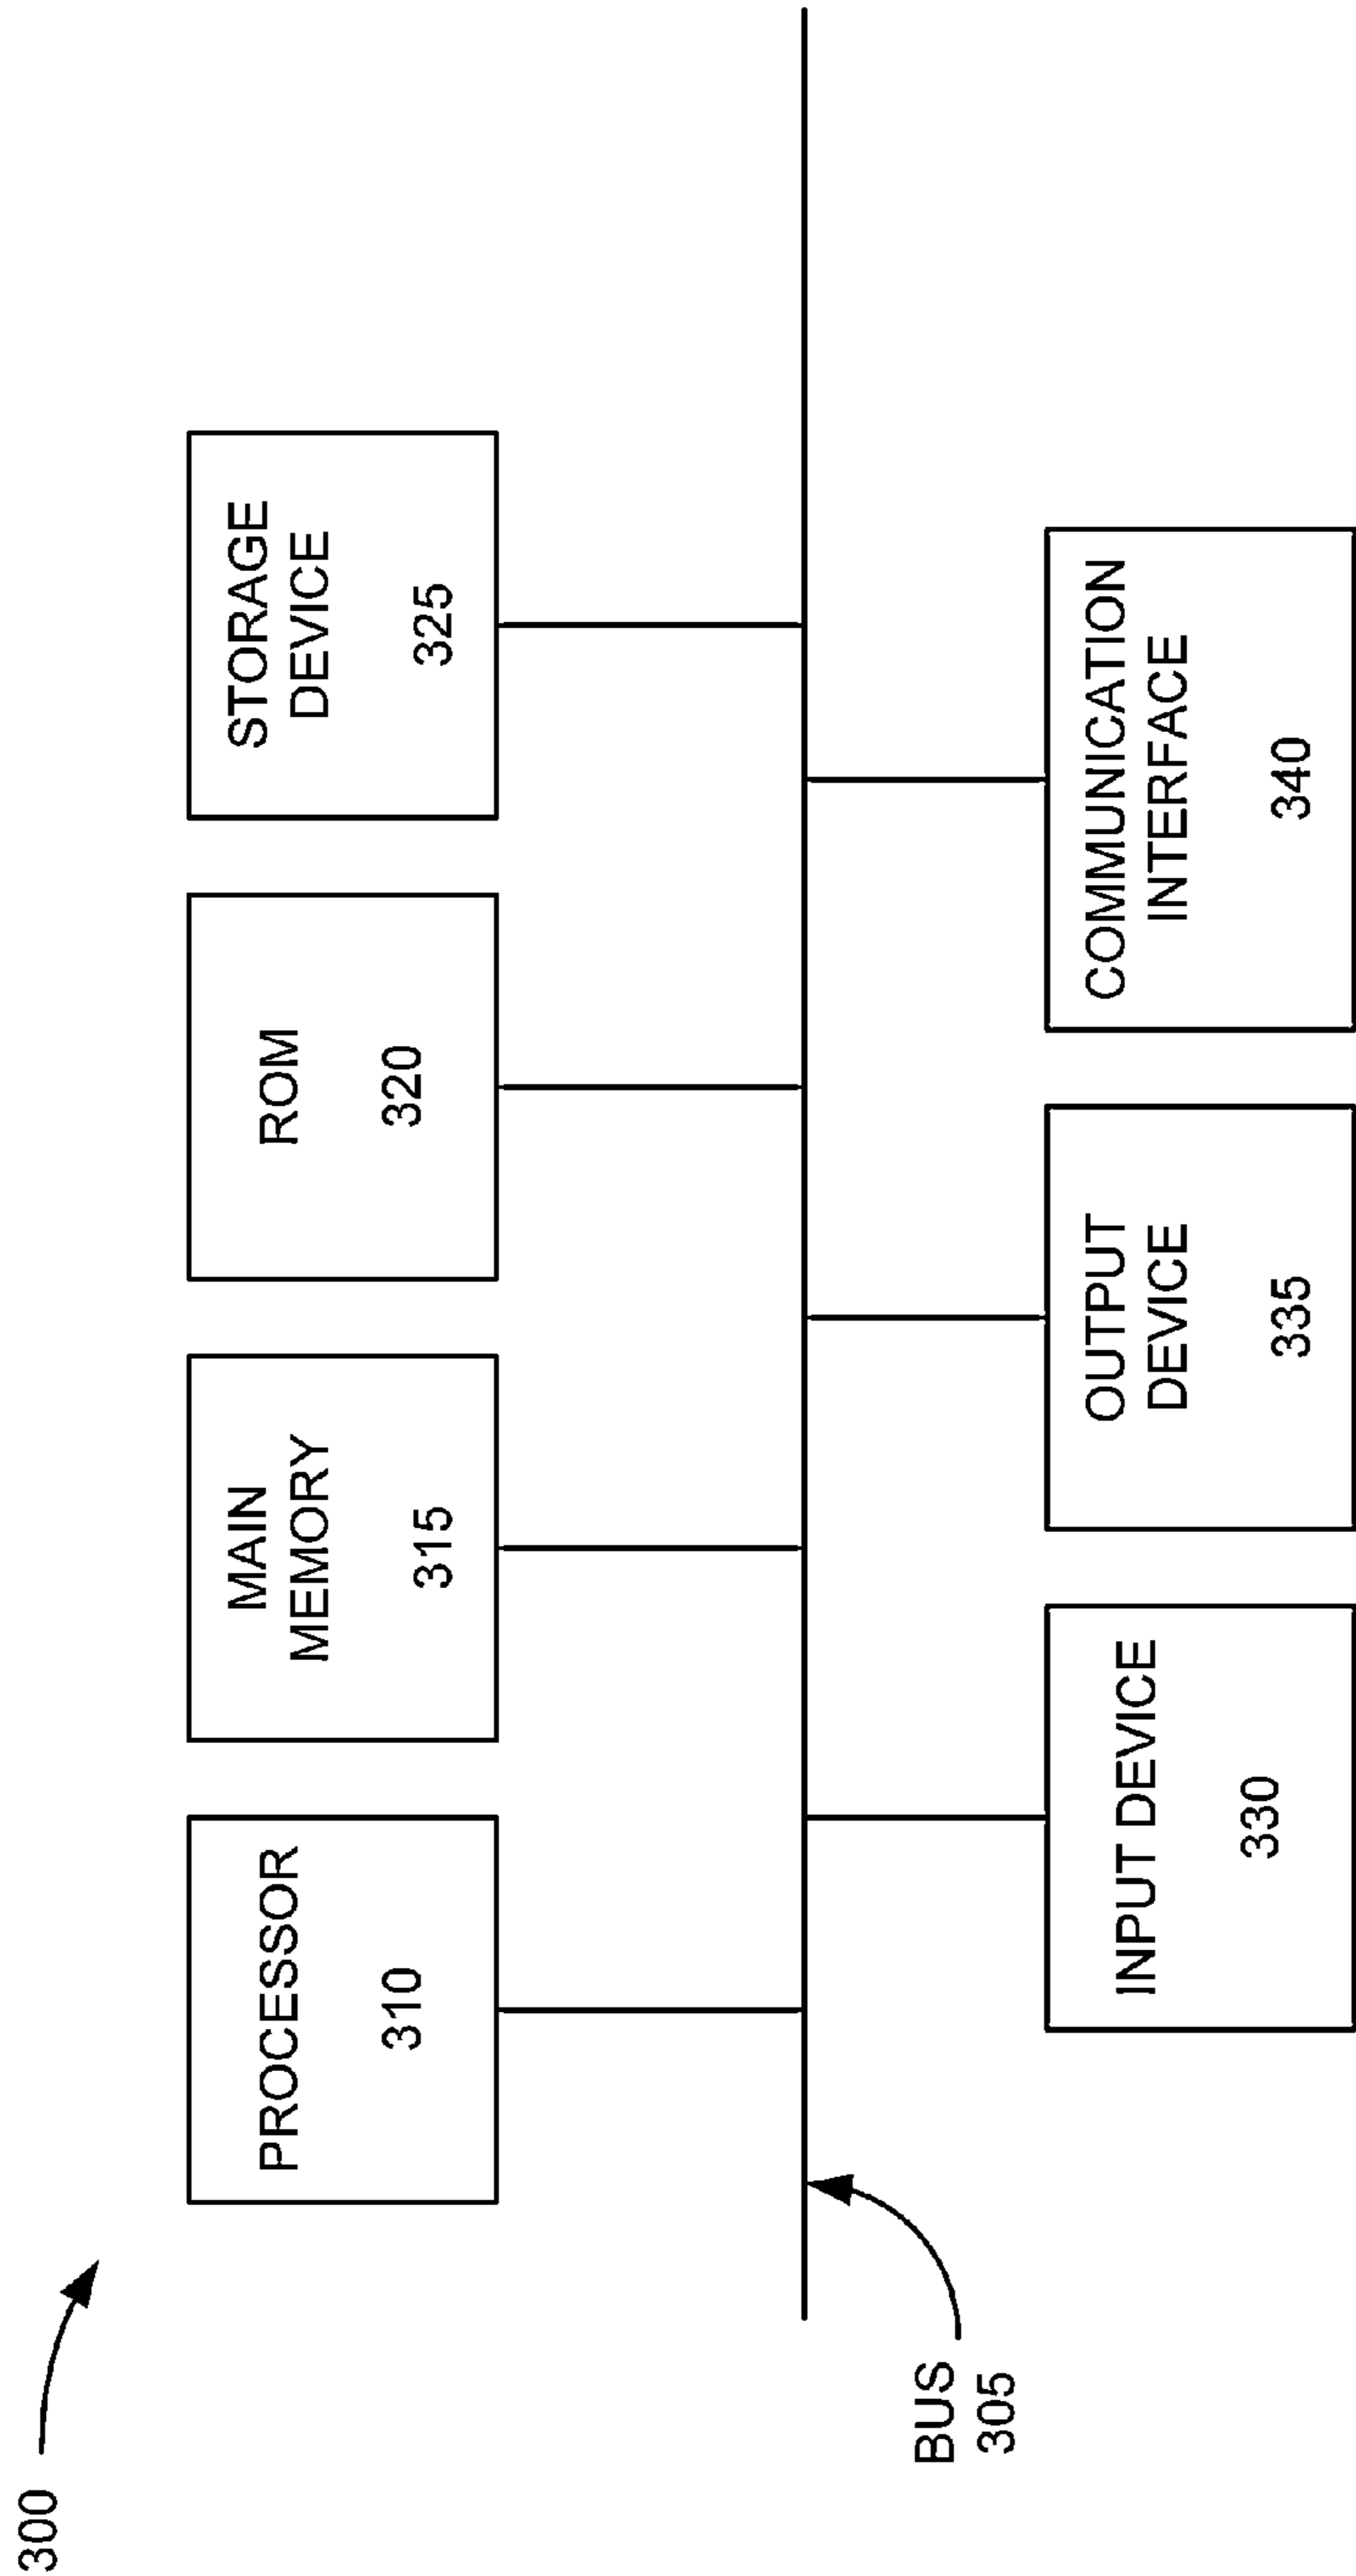 300
PROCESSOR
310
MAIN
MEMORY
315
ROM
320
STORAGE
DEVICE
325
BUS
305
INPUT DEVICE
330
OUTPUT
DEVICE
335
COMMUNICATION
INTERFACE
340